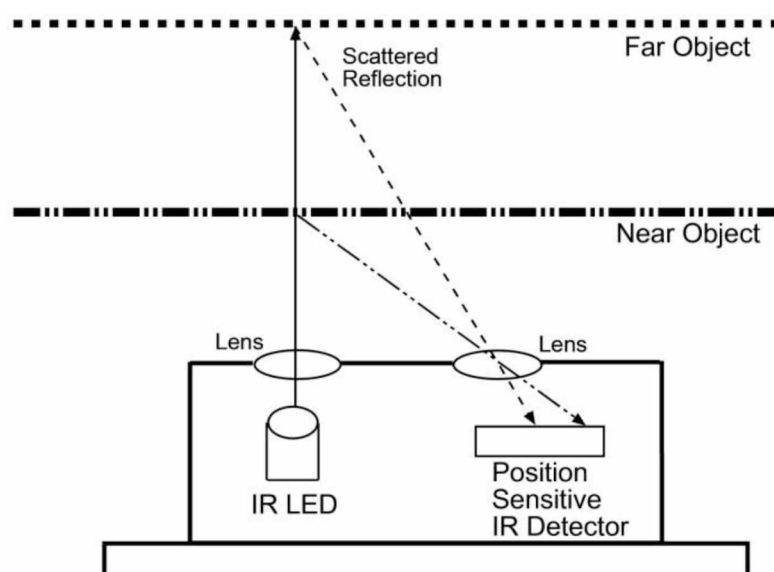 Far Object
Scattered
Reflection
Near Object
Lens
Lens
IR LED
Position
Sensitive
IR Detector